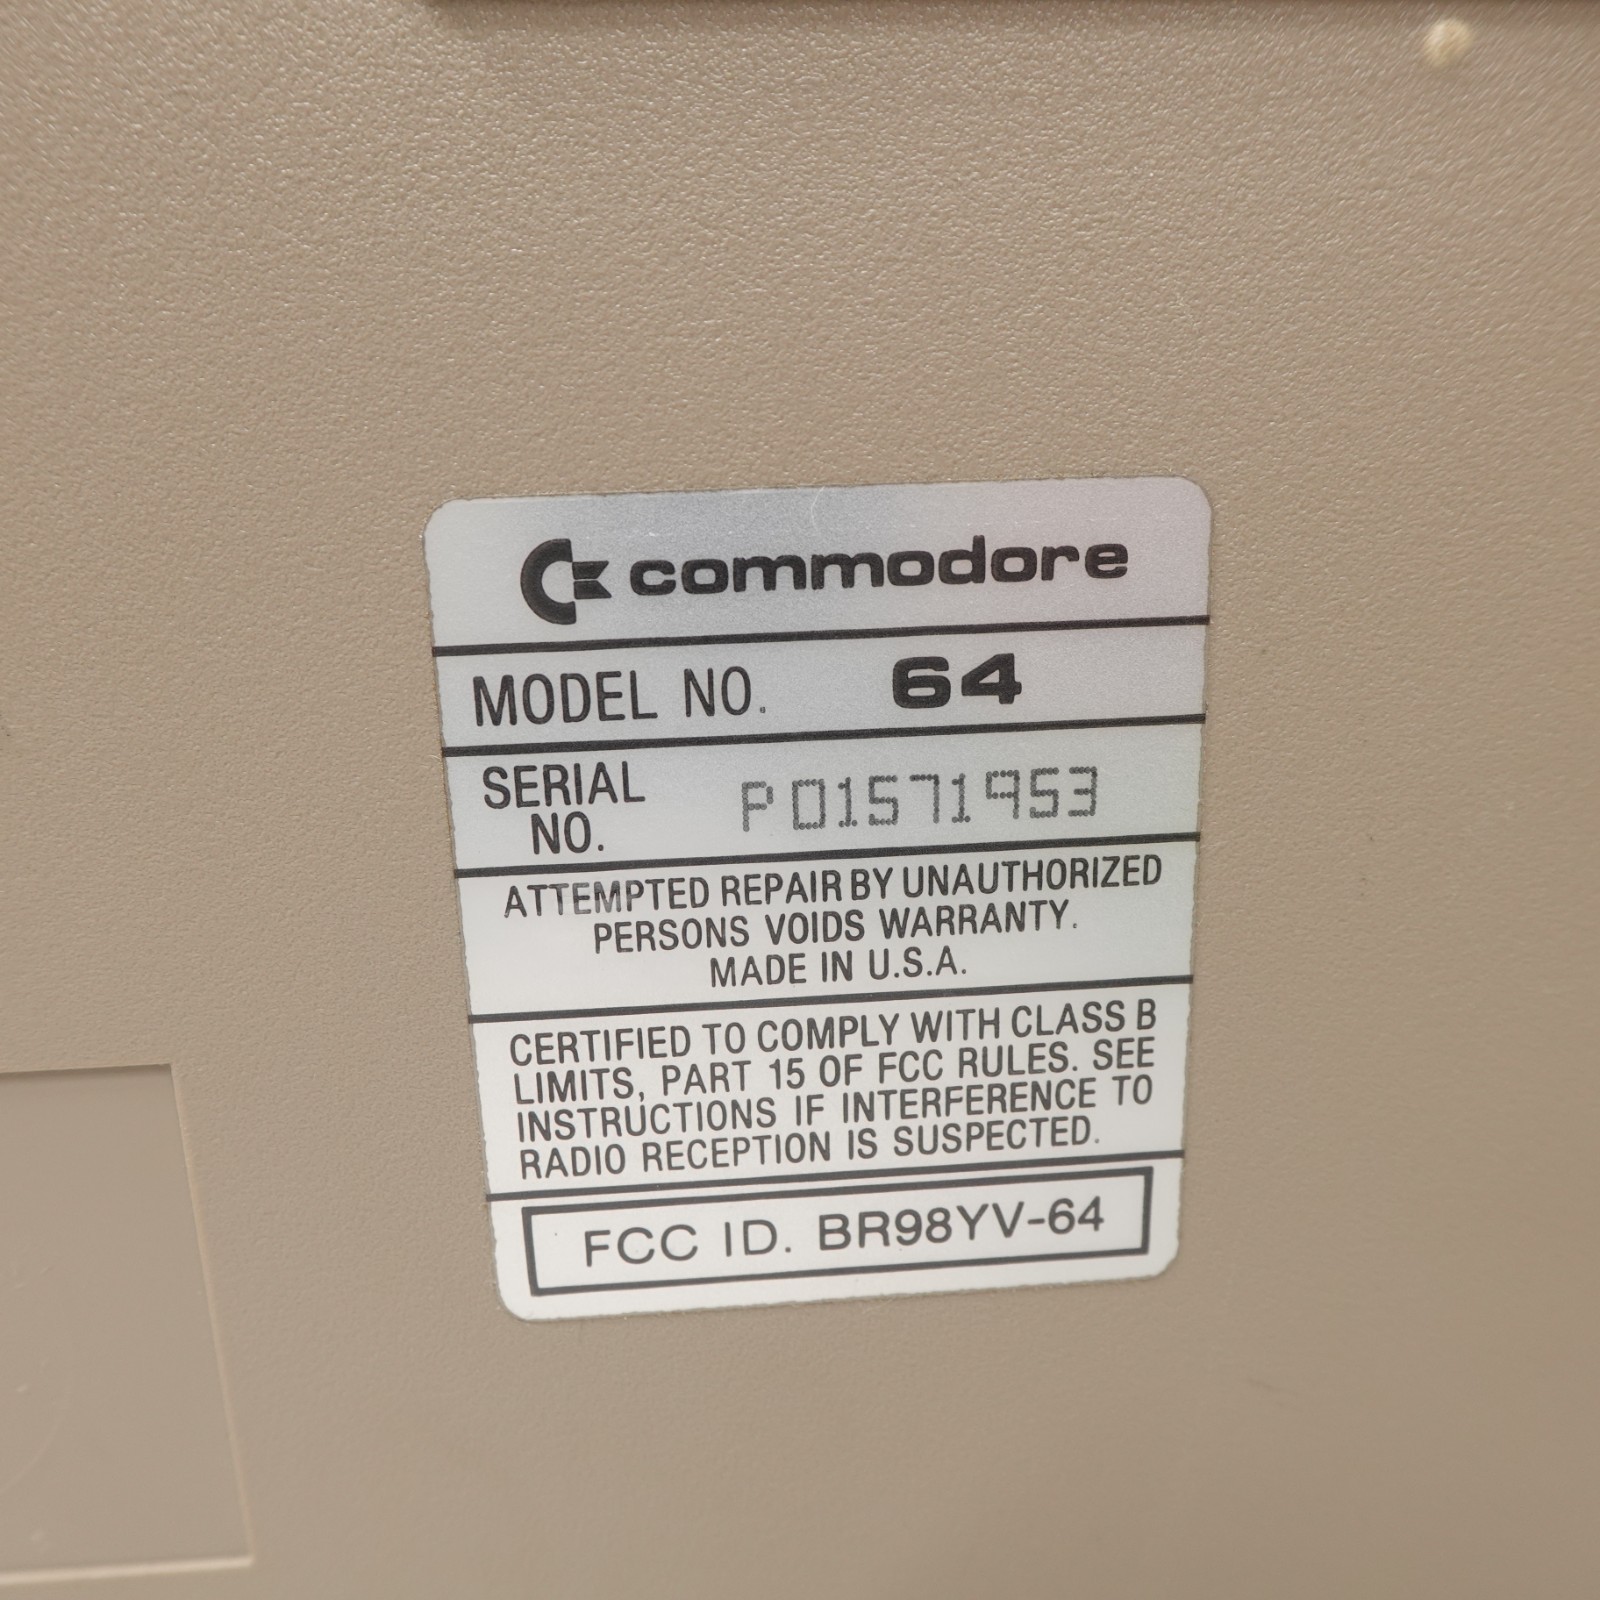 commodore
MODEL NO. 64
SERIAL NO. P01571953
ATTEMPTED REPAIR BY UNAUTHORIZED
PERSONS VOIDS WARRANTY.
MADE IN U.S.A.
CERTIFIED TO COMPLY WITH CLASS B
LIMITS, PART 15 OF FCC RULES. SEE
INSTRUCTIONS IF INTERFERENCE TO
RADIO RECEPTION IS SUSPECTED.
FCC ID. BR98YV-64